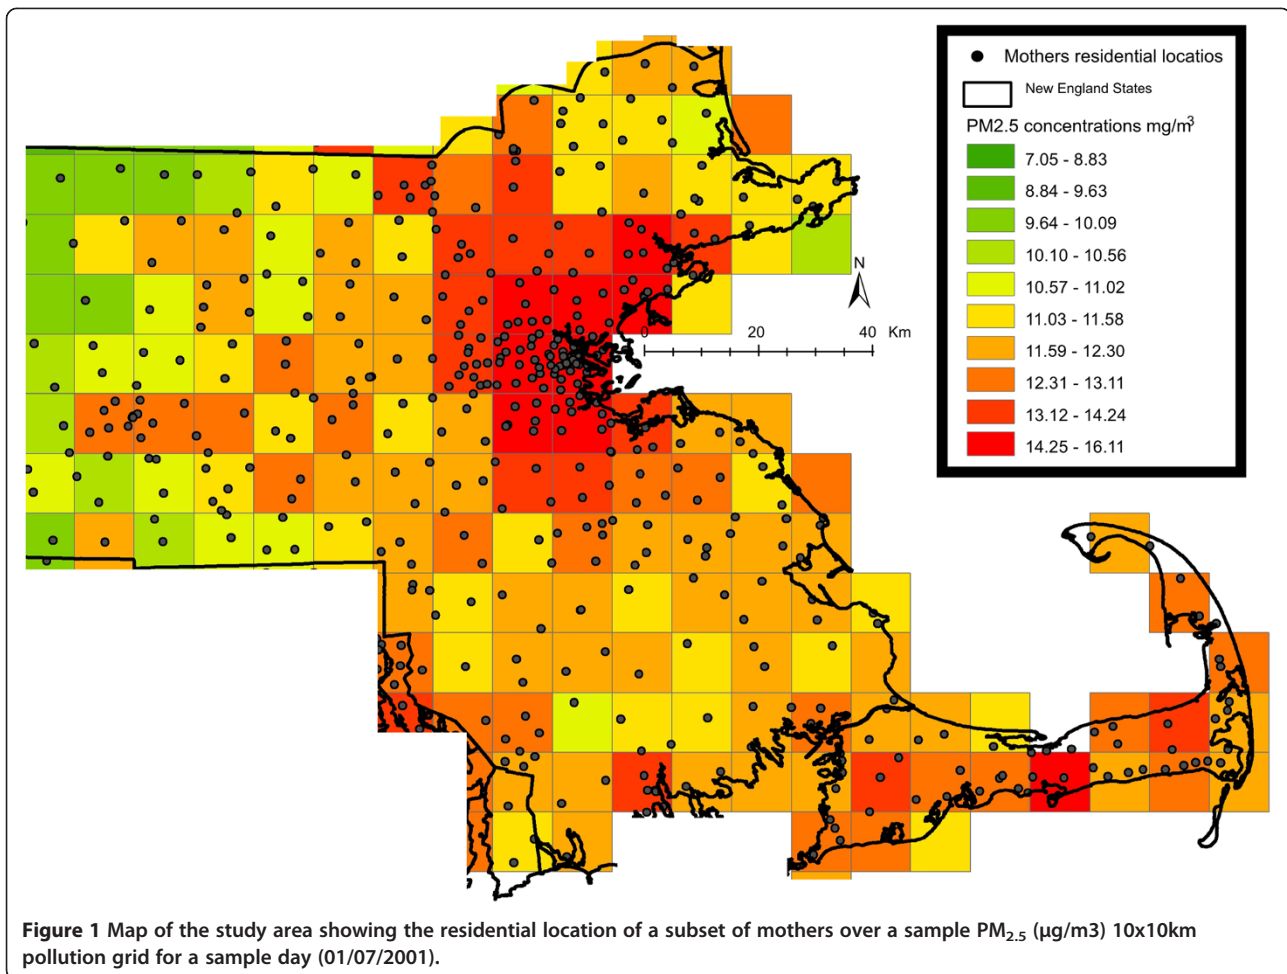 Mothers residential locatios
New England States
PM2.5 concentrations mg/m³
7.05 - 8.83
8.84 - 9.63
9.64 - 10.09
10.10 - 10.56
10.57 - 11.02
11.03 - 11.58
11.59 - 12.30
12.31 - 13.11
13.12 - 14.24
14.25 - 16.11
N
0 20 40 Km
Figure 1 Map of the study area showing the residential location of a subset of mothers over a sample PM₂.₅ (μg/m3) 10x10km
pollution grid for a sample day (01/07/2001).